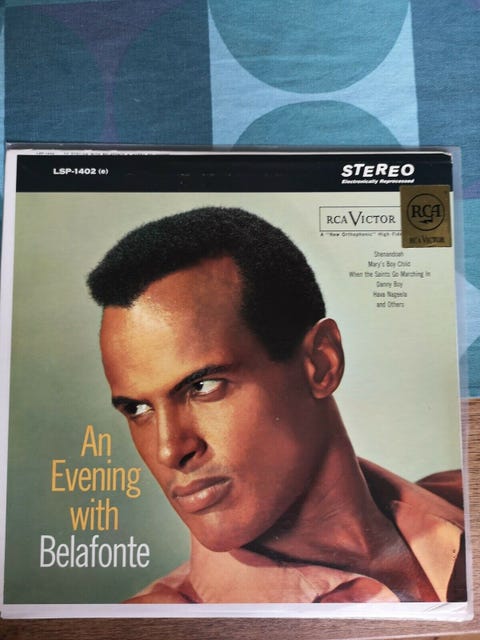 LSP-1402 (e)
STEREO
Electronically Reprocessed
RCA VICTOR
A "New Orthophonic" High Fide
RCA
RCA VICTOR
Shenandoah
Mary's Boy Child
When the Saints Go Marching In
Danny Boy
Hava Nageela
and Others
An
Evening
with
Belafonte